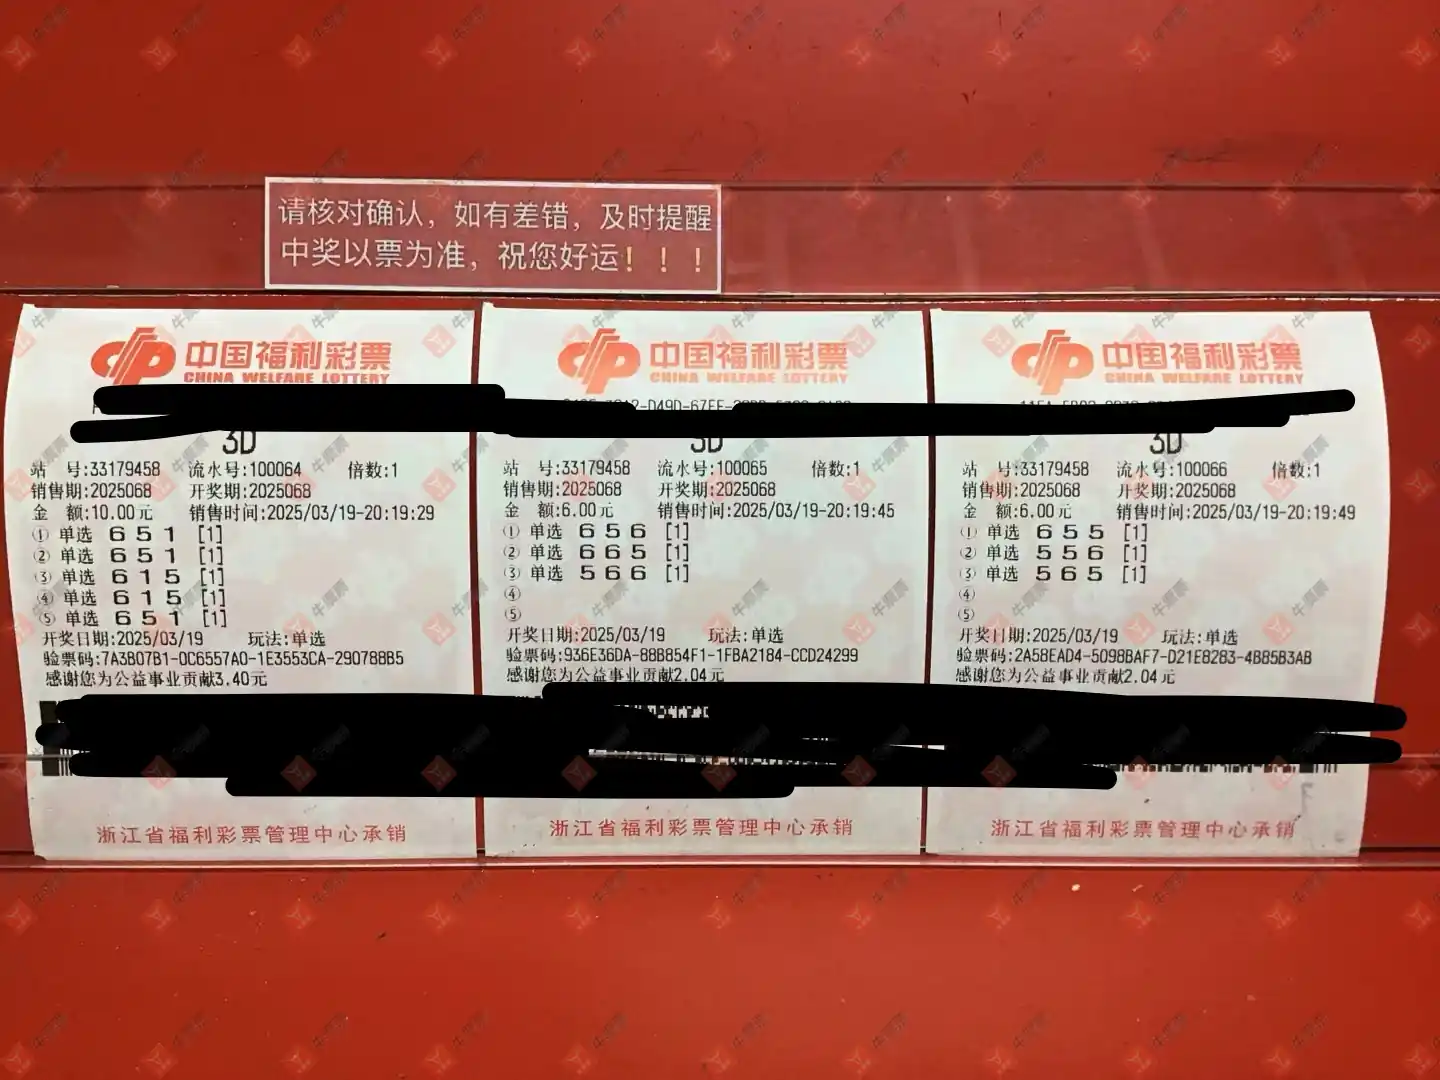 请核对确认，如有差错，及时提醒
中奖以票为准，祝您好运！！！
中国福利彩票
CHINA WELFARE LOTTERY
3D
站 号:33179458 流水号:100064 倍数:1
销售期:2025068 开奖期:2025068
金 额:10.00元 销售时间:2025/03/19-20:19:29
① 单选 6 5 1 [1]
② 单选 6 5 1 [1]
③ 单选 6 1 5 [1]
④ 单选 6 1 5 [1]
⑤ 单选 6 5 1 [1]
开奖日期:2025/03/19 玩法:单选
验票码:7A3B07B1-0C6557A0-1E3553CA-290788B5
感谢您为公益事业贡献3.40元
浙江省福利彩票管理中心承销
中国福利彩票
CHINA WELFARE LOTTERY
3D
站 号:33179458 流水号:100065 倍数:1
销售期:2025068 开奖期:2025068
金 额:6.00元 销售时间:2025/03/19-20:19:45
① 单选 6 5 6 [1]
② 单选 6 6 5 [1]
③ 单选 5 6 6 [1]
④
⑤
开奖日期:2025/03/19 玩法:单选
验票码:936E36DA-88B854F1-1FBA2184-CCD24299
感谢您为公益事业贡献2.04元
浙江省福利彩票管理中心承销
中国福利彩票
CHINA WELFARE LOTTERY
3D
站 号:33179458 流水号:100066 倍数:1
销售期:2025068 开奖期:2025068
金 额:6.00元 销售时间:2025/03/19-20:19:49
① 单选 6 5 5 [1]
② 单选 5 5 6 [1]
③ 单选 5 6 5 [1]
④
⑤
开奖日期:2025/03/19 玩法:单选
验票码:2A58EAD4-5098BAF7-D21E8283-4B85B3AB
感谢您为公益事业贡献2.04元
浙江省福利彩票管理中心承销